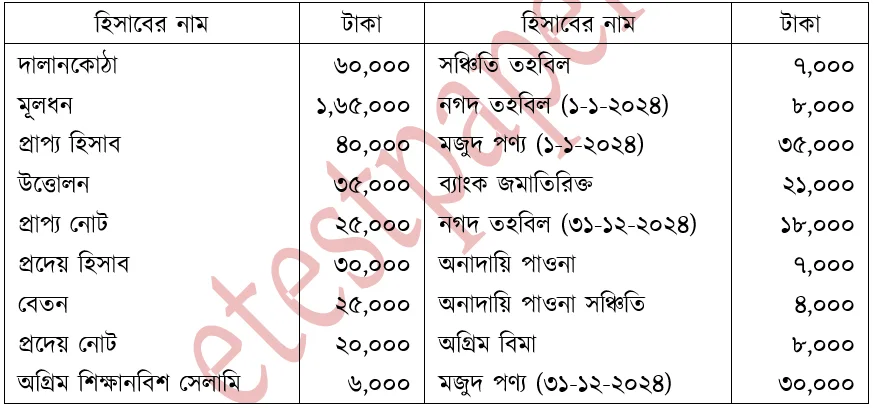 হিসাবের নাম টাকা হিসাবের নাম টাকা
দালানকোঠা ৬০,০০০ সঞ্চিতি তহবিল ৭,০০০
মূলধন ১,৬৫,০০০ নগদ তহবিল (১-১-২০২৪) ৮,০০০
প্রাপ্য হিসাব ৪০,০০০ মজুদ পণ্য (১-১-২০২৪) ৩৫,০০০
উত্তোলন ৩৫,০০০ ব্যাংক জমাতিরিক্ত ২১,০০০
প্রাপ্য নোট ২৫,০০০ নগদ তহবিল (৩১-১২-২০২৪) ১৮,০০০
প্রদেয় হিসাব ৩০,০০০ অনাদায়ি পাওনা ৭,০০০
বেতন ২৫,০০০ অনাদায়ি পাওনা সঞ্চিতি ৪,০০০
প্রদেয় নোট ২০,০০০ অগ্রিম বিমা ৮,০০০
অগ্রিম শিক্ষানবিশ সেলামি ৬,০০০ মজুদ পণ্য (৩১-১২-২০২৪) ৩০,০০০
etestpaper